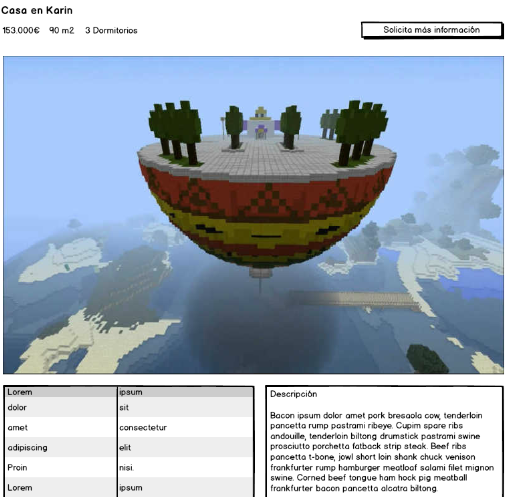 Casa en Karin
153.000€ 90 m2 3 Dormitorios
Solicita más información
Lorem ipsum
dolor sit
amet consectetur
adipiscing elit
Proin nisi.
Lorem ipsum
Descripción
Bacon ipsum dolor amet pork bresaola cow, tenderloin
pancetta rump pastrami ribeye. Cupim spare ribs
andouille, tenderloin biltong drumstick pastrami swine
prosciutto porchetta fatback strip steak. Beef ribs
pancetta t-bone, jowl short loin shank chuck venison
frankfurter rump hamburger meatloaf salami filet mignon
swine. Corned beef tongue ham hock pig meatball
frankfurter bacon pancetta alcatra biltong.